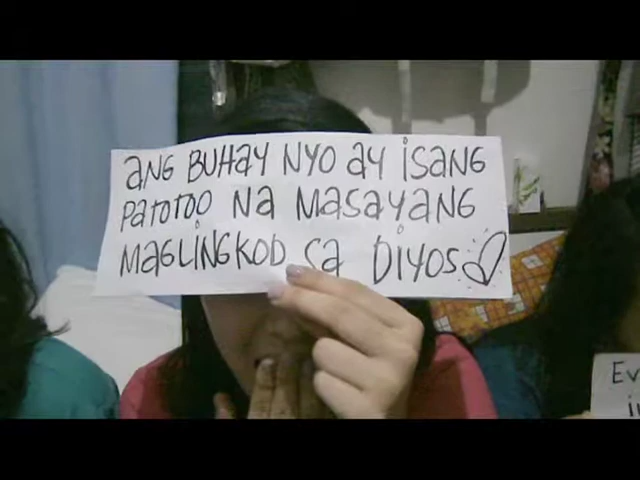 ANG BUHAY NYO AY ISANG
PATOTOO NA MASAYANG
MAGLINGKOD SA DIYOS